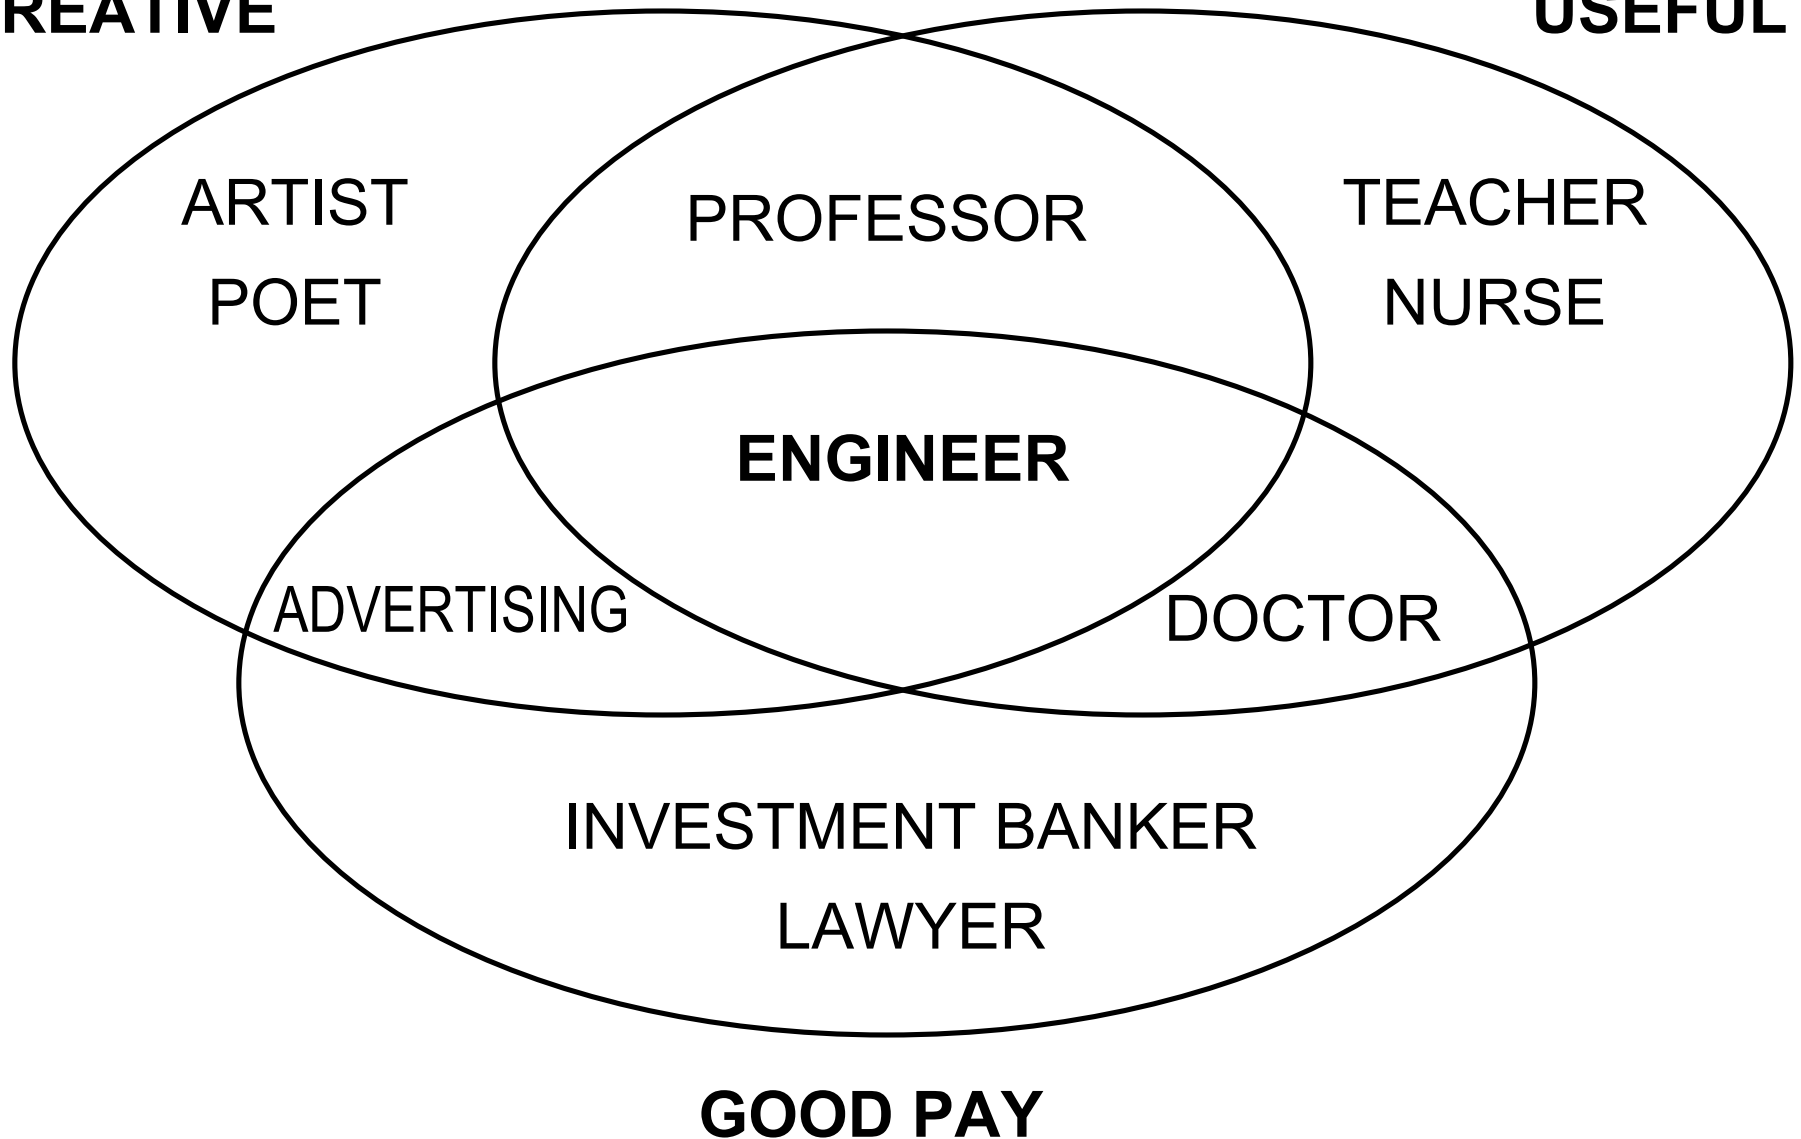 REATIVE
USEFUL
ARTIST
POET
PROFESSOR
TEACHER
NURSE
ENGINEER
ADVERTISING
DOCTOR
INVESTMENT BANKER
LAWYER
GOOD PAY